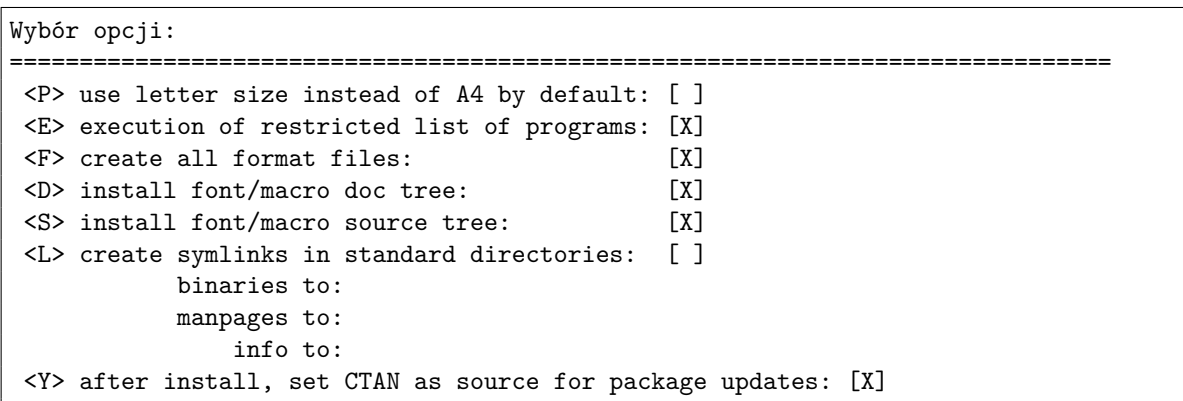 Wybór opcji:
===============================================================================
<P> use letter size instead of A4 by default: [ ]
<E> execution of restricted list of programs: [X]
<F> create all format files: [X]
<D> install font/macro doc tree: [X]
<S> install font/macro source tree: [X]
<L> create symlinks in standard directories: [ ]
binaries to:
manpages to:
info to:
<Y> after install, set CTAN as source for package updates: [X]